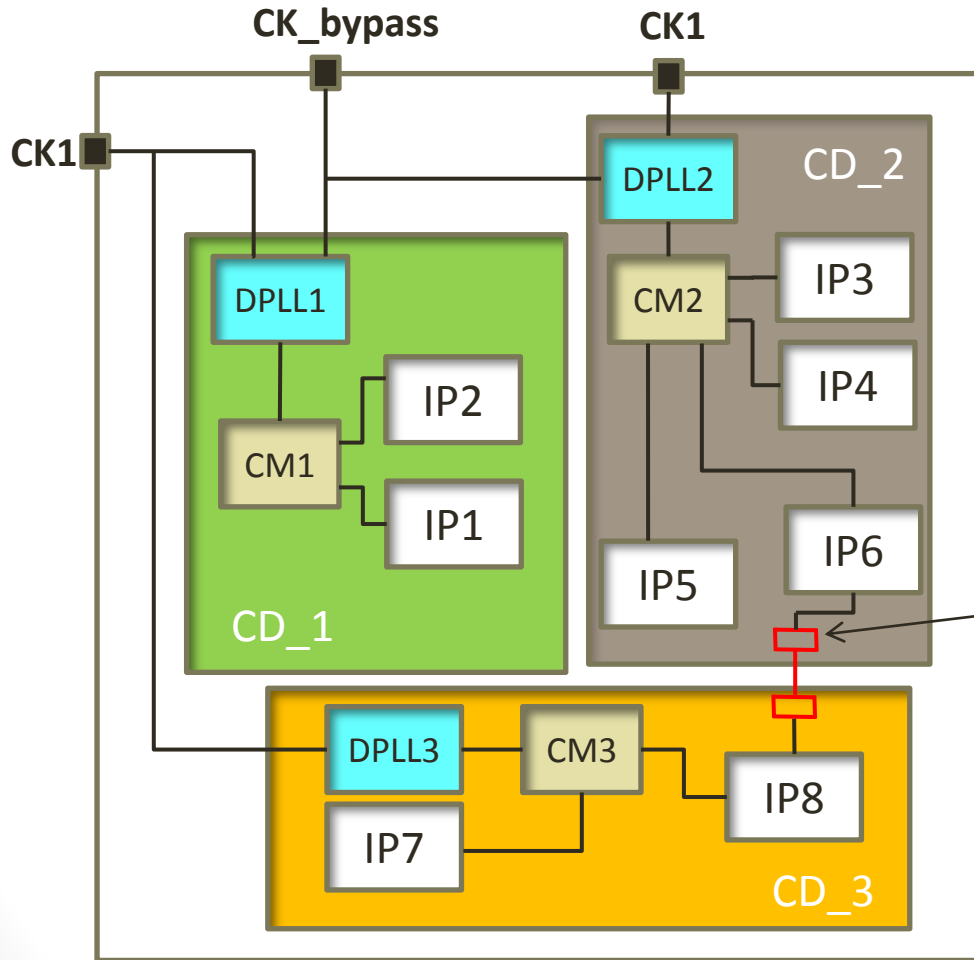 CK_bypass
CK1
CK1
DPLL2
CD_2
DPLL1
CM2
IP3
IP4
IP2
CM1
IP1
IP6
IP5
CD_1
DPLL3
CM3
IP8
IP7
CD_3